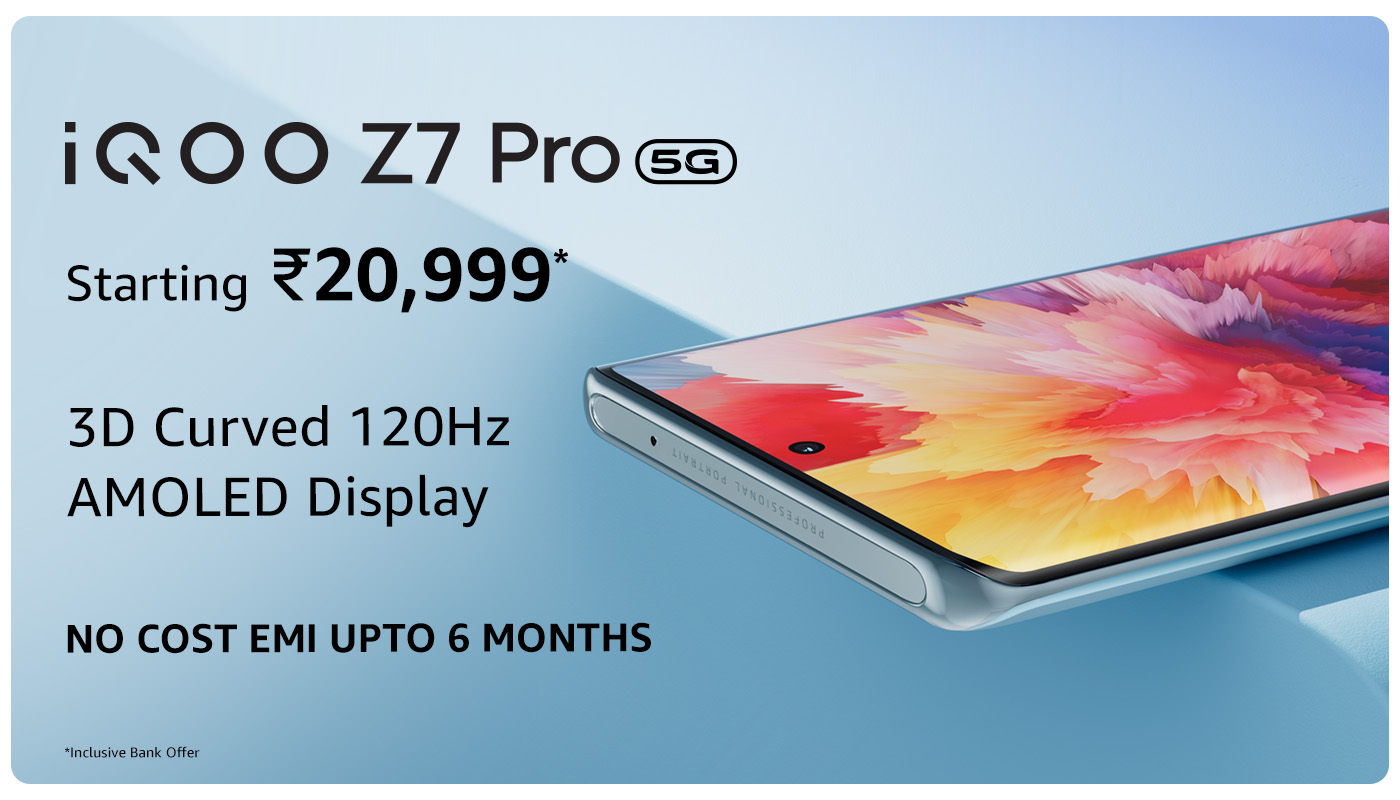 iQOO Z7 Pro 5G
Starting ₹20,999*
3D Curved 120Hz
AMOLED Display
PROFESSIONAL PORTRAIT
NO COST EMI UPTO 6 MONTHS
*Inclusive Bank Offer